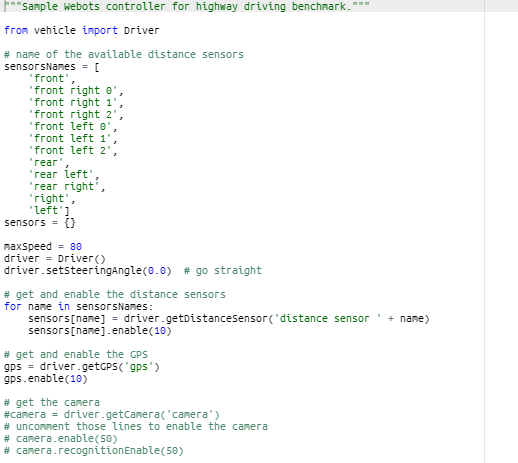 """Sample Webots controller for highway driving benchmark."""

from vehicle import Driver

# name of the available distance sensors
sensorsNames = [
    'front',
    'front right 0',
    'front right 1',
    'front right 2',
    'front left 0',
    'front left 1',
    'front left 2',
    'rear',
    'rear left',
    'rear right',
    'right',
    'left']
sensors = {}

maxSpeed = 80
driver = Driver()
driver.setSteeringAngle(0.0)  # go straight

# get and enable the distance sensors
for name in sensorsNames:
    sensors[name] = driver.getDistanceSensor('distance sensor ' + name)
    sensors[name].enable(10)

# get and enable the GPS
gps = driver.getGPS('gps')
gps.enable(10)

# get the camera
#camera = driver.getCamera('camera')
# uncomment those lines to enable the camera
# camera.enable(50)
# camera.recognitionEnable(50)